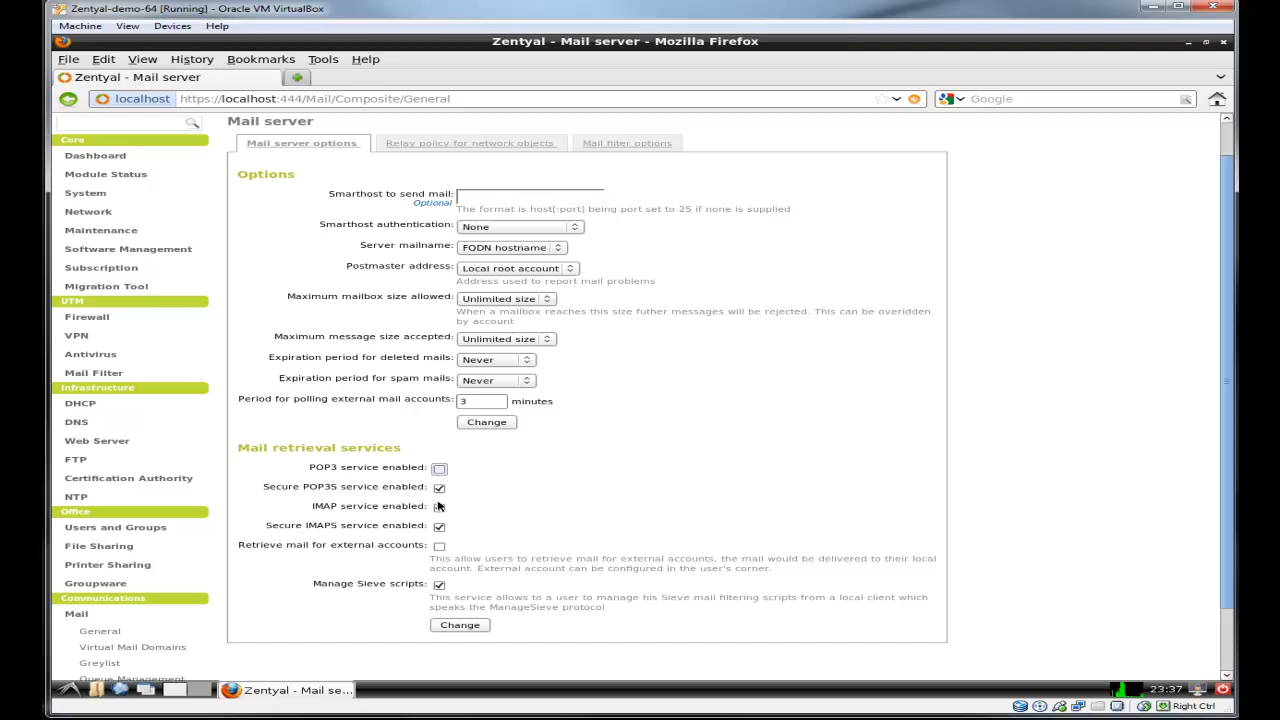 Zentyal-demo-64 [Running] - Oracle VM VirtualBox
Machine View Devices Help
Zentyal - Mail server - Mozilla Firefox
File Edit View History Bookmarks Tools Help
Zentyal - Mail server
localhost https://localhost:444/Mail/Composite/General
Google
Core
Dashboard
Module Status
System
Network
Maintenance
Software Management
Subscription
Migration Tool
UTM
Firewall
VPN
Antivirus
Mail Filter
Infrastructure
DHCP
DNS
Web Server
FTP
Certification Authority
NTP
Office
Users and Groups
File Sharing
Printer Sharing
Groupware
Communications
Mail
General
Virtual Mail Domains
Greylist
Queue Management
Mail server
Mail server options Relay policy for network objects Mail filter options
Options
Smarthost to send mail:
Optional
The format is host[:port] being port set to 25 if none is supplied
Smarthost authentication: None
Server mailname: FQDN hostname
Postmaster address: Local root account
Address used to report mail problems
Maximum mailbox size allowed: Unlimited size
When a mailbox reaches this size futher messages will be rejected. This can be overidden
by account
Maximum message size accepted: Unlimited size
Expiration period for deleted mails: Never
Expiration period for spam mails: Never
Period for polling external mail accounts: 3 minutes
Change
Mail retrieval services
POP3 service enabled:
Secure POP3S service enabled:
IMAP service enabled:
Secure IMAPS service enabled:
Retrieve mail for external accounts:
This allow users to retrieve mail for external accounts, the mail would be delivered to their local
account. External account can be configured in the user's corner.
Manage Sieve scripts:
This service allows to a user to manage his Sieve mail filtering scripts from a local client which
speaks the ManageSieve protocol
Change
Zentyal - Mail se...
23:37
Right Ctrl